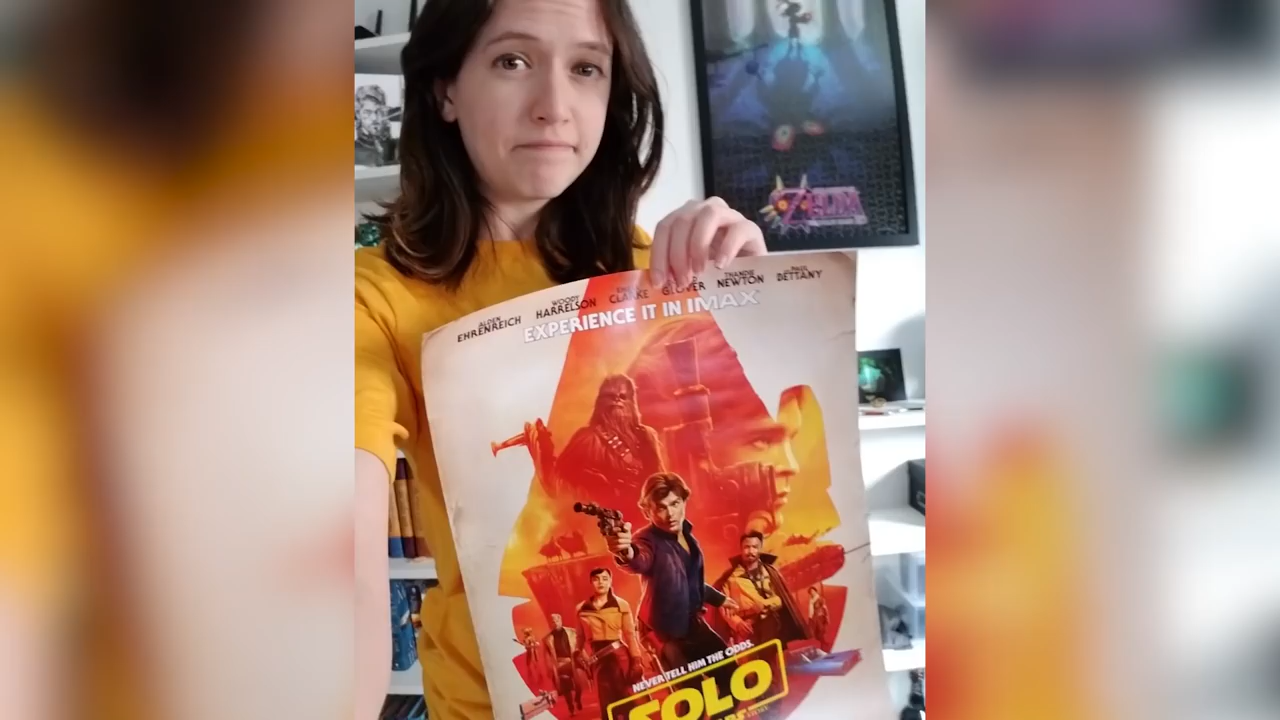 ZELDA
ALDEN EHRENREICH
WOODY HARRELSON
CLARKE
GLOVER
THANDIE NEWTON
PAUL BETTANY
EXPERIENCE IT IN IMAX
NEVER TELL HIM THE ODDS.
SOLO